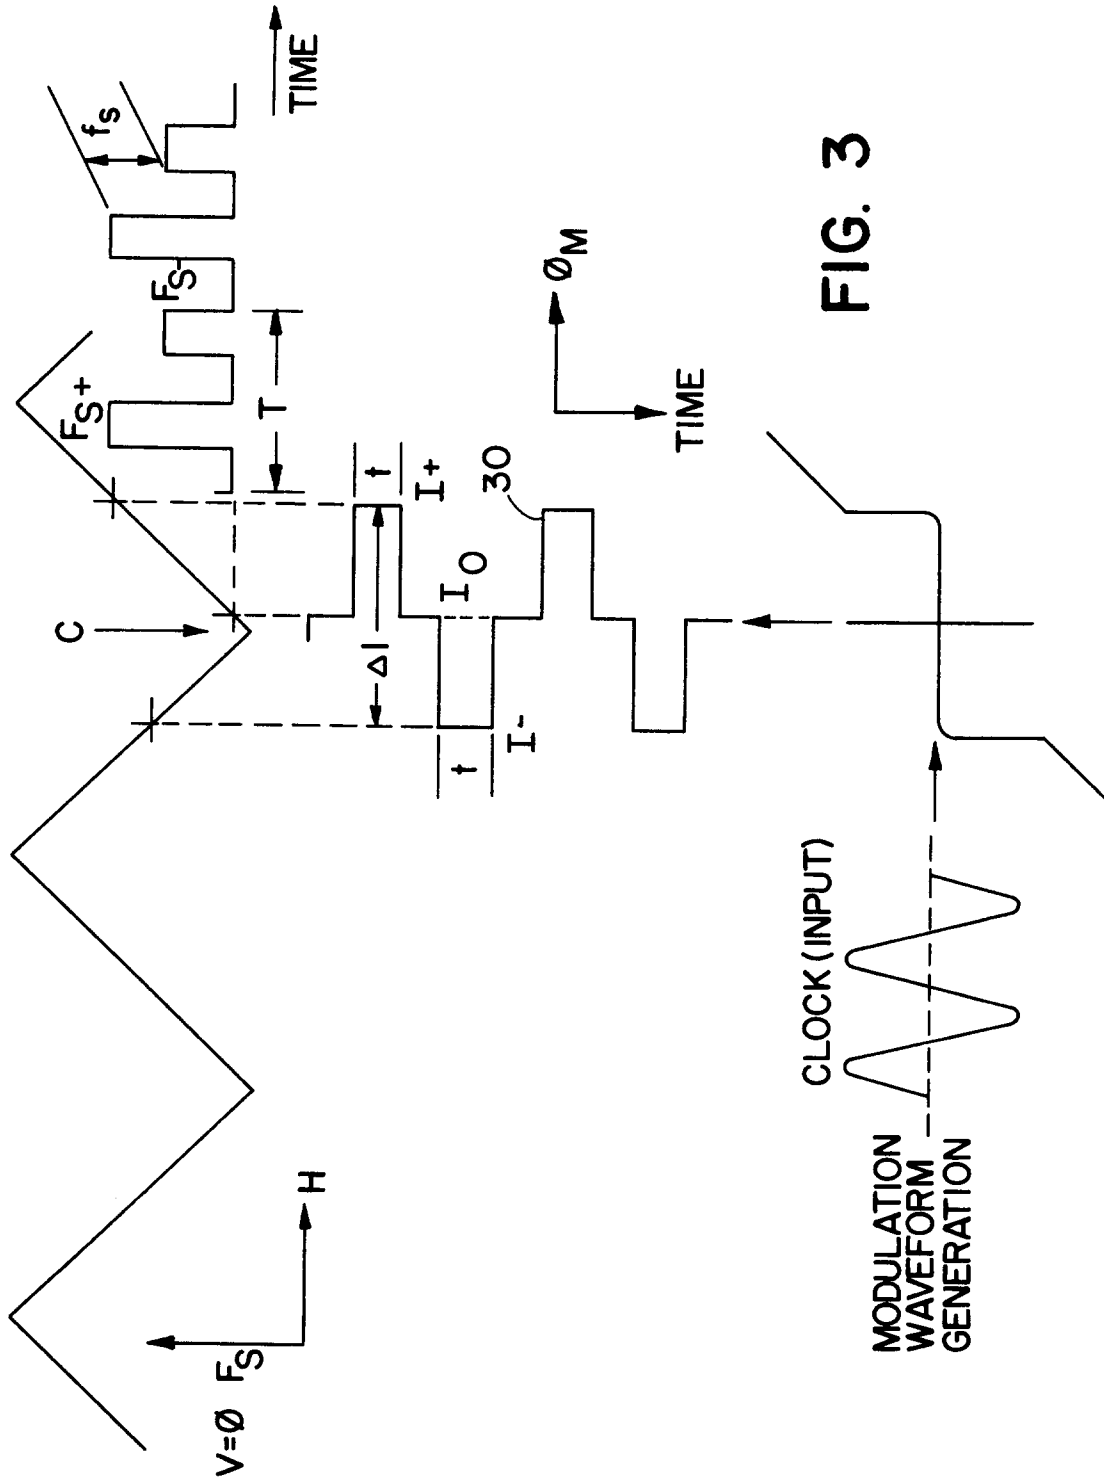 V=Ø F_S
H
C
F_S+
F_S-
f_s
TIME
T
t
I+
ΔI
I_O
I-
t
30
Ø_M
TIME
CLOCK (INPUT)
MODULATION
WAVEFORM
GENERATION
FIG. 3